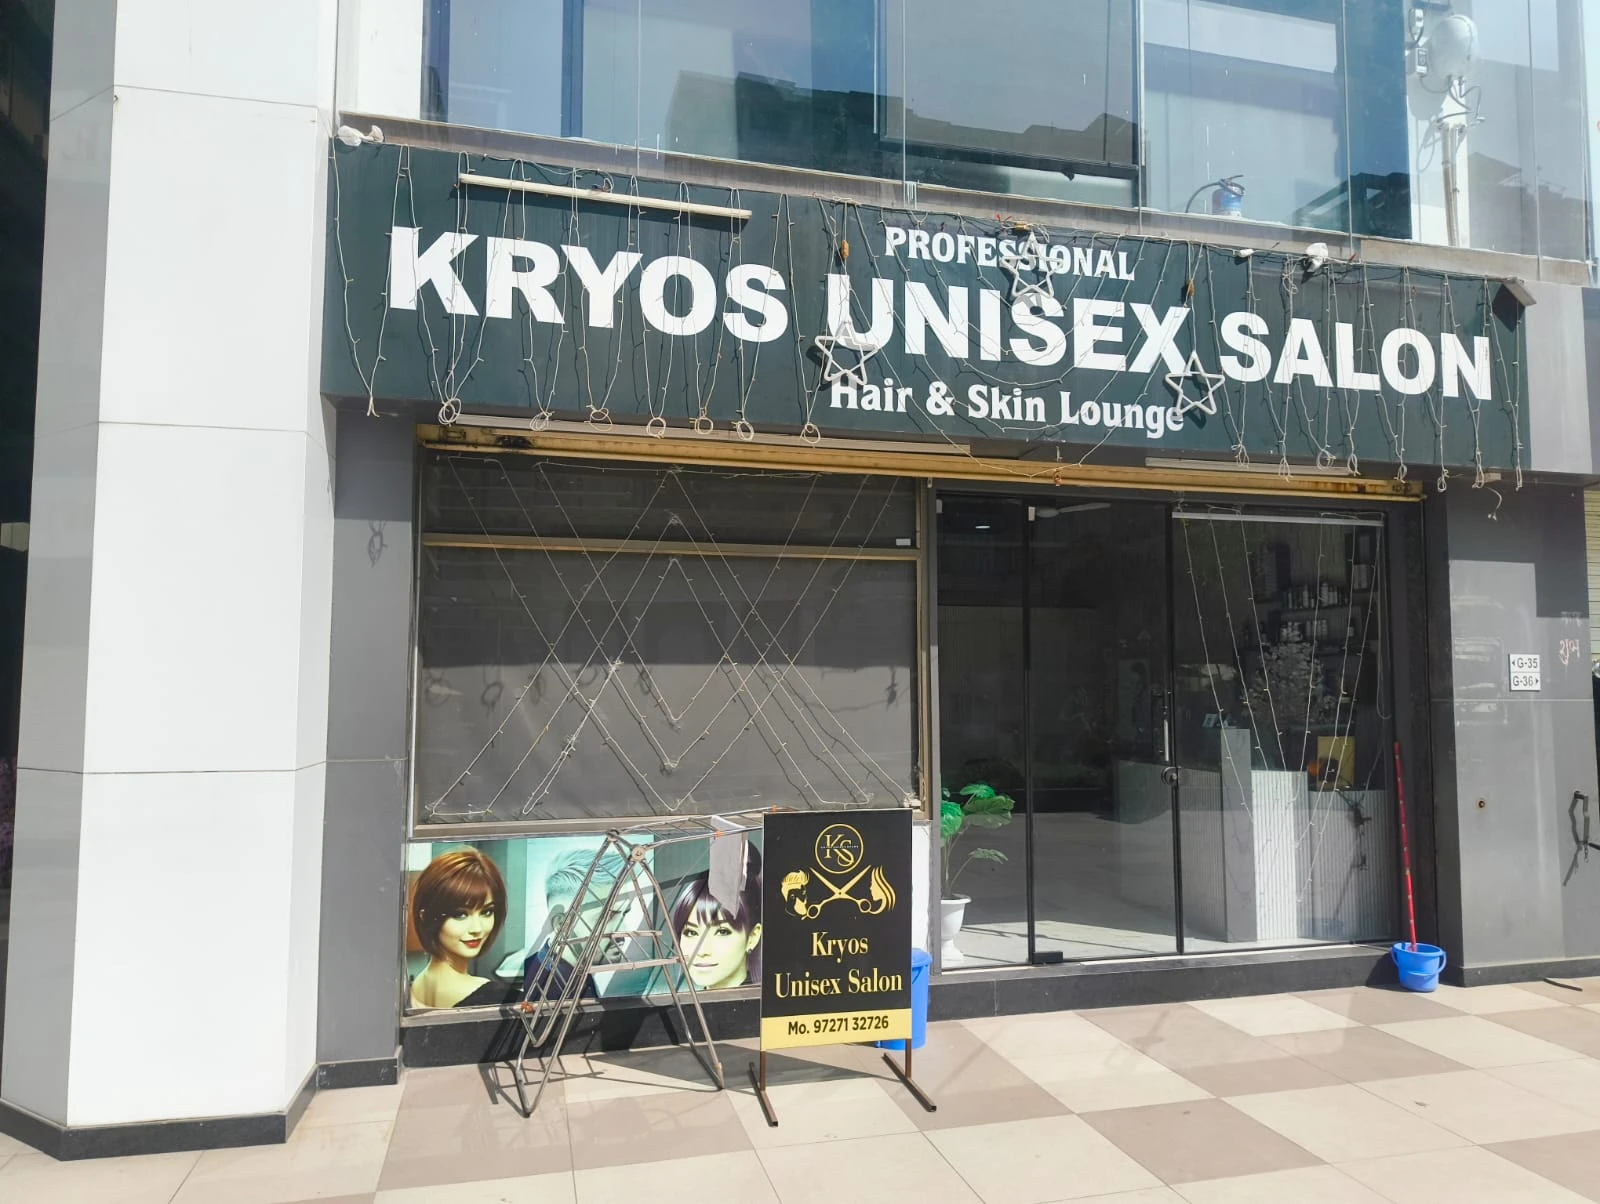 PROFESSIONAL
KRYOS UNISEX SALON
Hair & Skin Lounge
G-35
G-36
KS
Kryos
Unisex Salon
Mo. 97271 32726